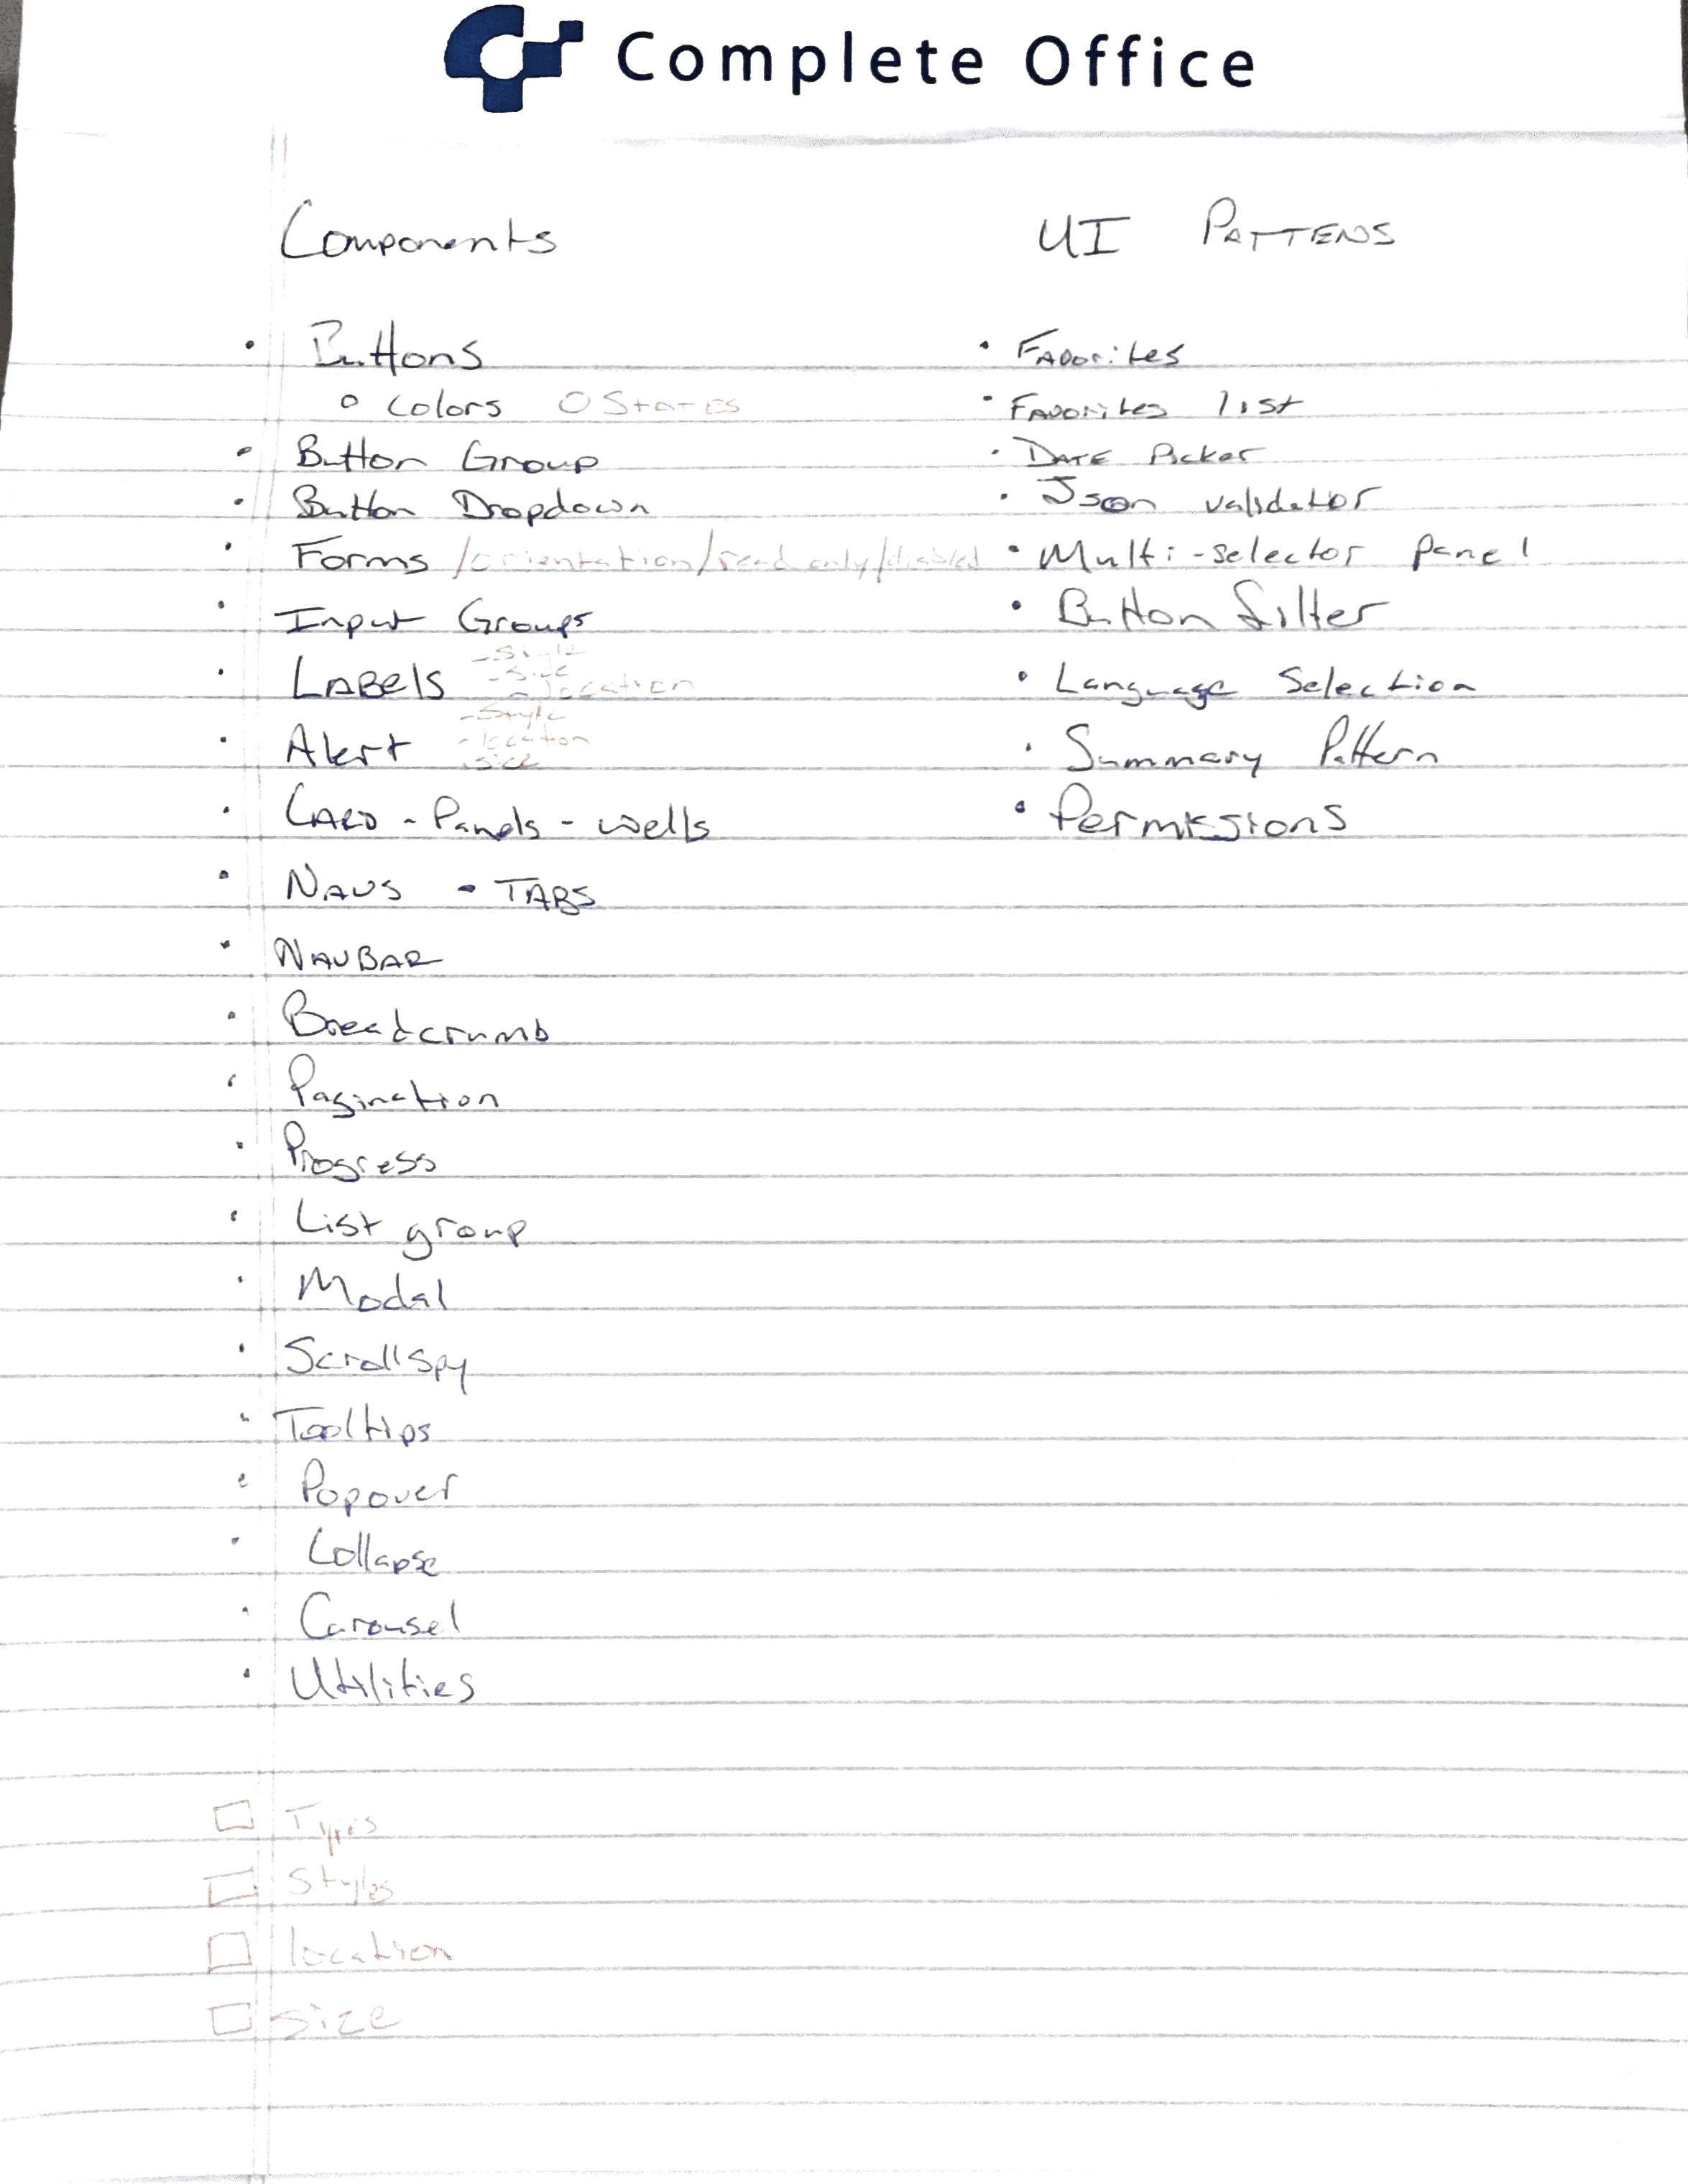 Complete Office
Components
• Buttons
o Colors O States
• Button Group
• Button Dropdown
• Forms /orientation/read only/disabled
• Input Groups
• LABELS - Style
- Size
- location
• Alert - Style
- location
- size
• CARD - Panels - wells
• NAVS • TABS
• NAVBAR
• Breadcrumb
• Pagination
• Progress
• List group
• Modal
• Scrollspy
• Tooltips
• Popover
• Collapse
• Carousel
• Utilities
□ Types
□ Styles
□ location
□ size
UI PATTENS
• Favorites
• Favorites list
• DATE Picker
• Json validator
• Multi-selector panel
• Button filter
• Language Selection
• Summary Pattern
• Permissions